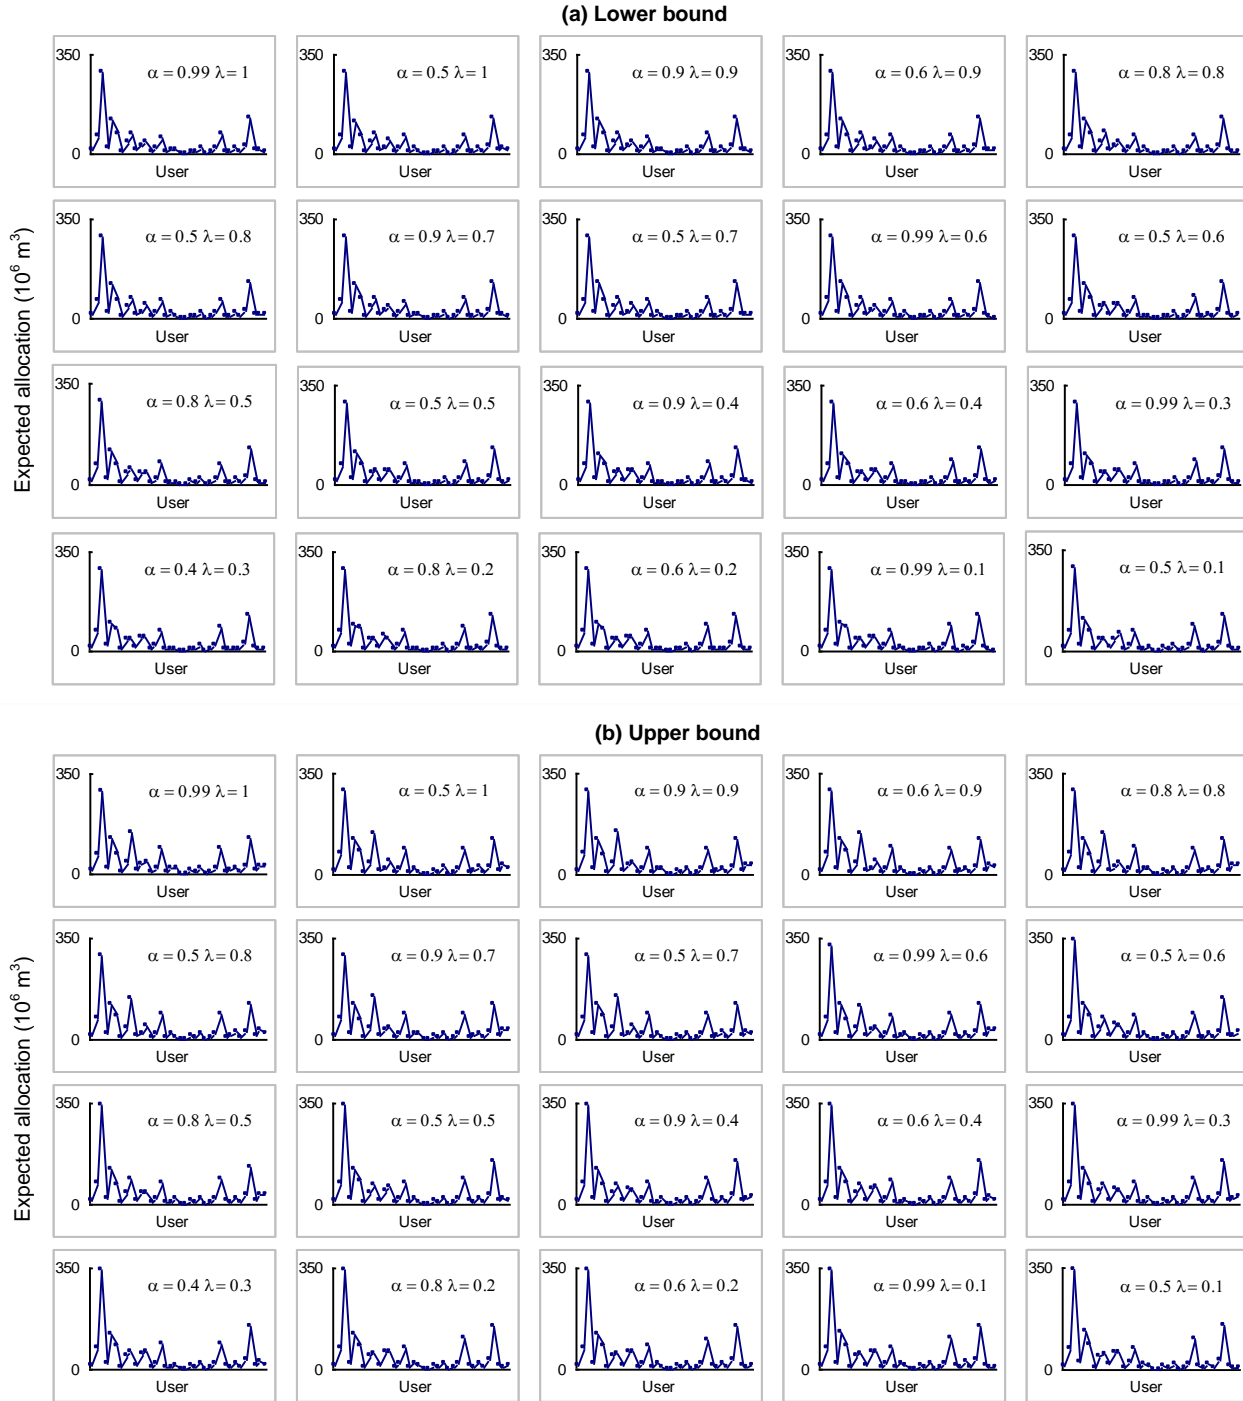 (a) Lower bound
Expected allocation (10⁶ m³)
350
α = 0.99 λ = 1
0
User
350
α = 0.5 λ = 1
0
User
350
α = 0.9 λ = 0.9
0
User
350
α = 0.6 λ = 0.9
0
User
350
α = 0.8 λ = 0.8
0
User
350
α = 0.5 λ = 0.8
0
User
350
α = 0.9 λ = 0.7
0
User
350
α = 0.5 λ = 0.7
0
User
350
α = 0.99 λ = 0.6
0
User
350
α = 0.5 λ = 0.6
0
User
350
α = 0.8 λ = 0.5
0
User
350
α = 0.5 λ = 0.5
0
User
350
α = 0.9 λ = 0.4
0
User
350
α = 0.6 λ = 0.4
0
User
350
α = 0.99 λ = 0.3
0
User
350
α = 0.4 λ = 0.3
0
User
350
α = 0.8 λ = 0.2
0
User
350
α = 0.6 λ = 0.2
0
User
350
α = 0.99 λ = 0.1
0
User
350
α = 0.5 λ = 0.1
0
User
(b) Upper bound
Expected allocation (10⁶ m³)
350
α = 0.99 λ = 1
0
User
350
α = 0.5 λ = 1
0
User
350
α = 0.9 λ = 0.9
0
User
350
α = 0.6 λ = 0.9
0
User
350
α = 0.8 λ = 0.8
0
User
350
α = 0.5 λ = 0.8
0
User
350
α = 0.9 λ = 0.7
0
User
350
α = 0.5 λ = 0.7
0
User
350
α = 0.99 λ = 0.6
0
User
350
α = 0.5 λ = 0.6
0
User
350
α = 0.8 λ = 0.5
0
User
350
α = 0.5 λ = 0.5
0
User
350
α = 0.9 λ = 0.4
0
User
350
α = 0.6 λ = 0.4
0
User
350
α = 0.99 λ = 0.3
0
User
350
α = 0.4 λ = 0.3
0
User
350
α = 0.8 λ = 0.2
0
User
350
α = 0.6 λ = 0.2
0
User
350
α = 0.99 λ = 0.1
0
User
350
α = 0.5 λ = 0.1
0
User